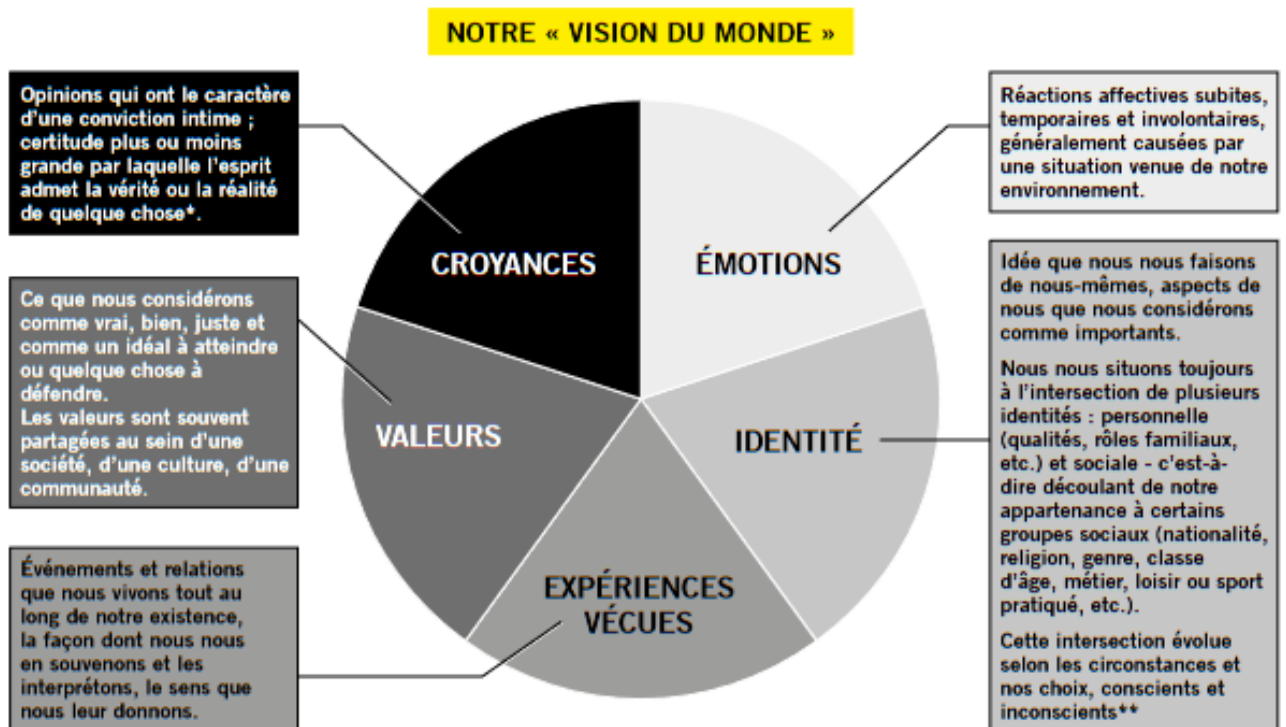 NOTRE « VISION DU MONDE »
Opinions qui ont le caractère
d'une conviction intime ;
certitude plus ou moins
grande par laquelle l'esprit
admet la vérité ou la réalité
de quelque chose*.
CROYANCES
Ce que nous considérons
comme vrai, bien, juste et
comme un idéal à atteindre
ou quelque chose à
défendre.
Les valeurs sont souvent
partagées au sein d'une
société, d'une culture, d'une
communauté.
VALEURS
Événements et relations
que nous vivons tout au
long de notre existence,
la façon dont nous nous
en souvenons et les
interprétons, le sens que
nous leur donnons.
EXPÉRIENCES
VÉCUES
Réactions affectives subites,
temporaires et involontaires,
généralement causées par
une situation venue de notre
environnement.
ÉMOTIONS
Idée que nous nous faisons
de nous-mêmes, aspects de
nous que nous considérons
comme importants.
Nous nous situons toujours
à l'intersection de plusieurs
identités : personnelle
(qualités, rôles familiaux,
etc.) et sociale - c'est-à-
dire découlant de notre
appartenance à certains
groupes sociaux (nationalité,
religion, genre, classe
d'âge, métier, loisir ou sport
pratiqué, etc.).
Cette intersection évolue
selon les circonstances et
nos choix, conscients et
inconscients**
IDENTITÉ